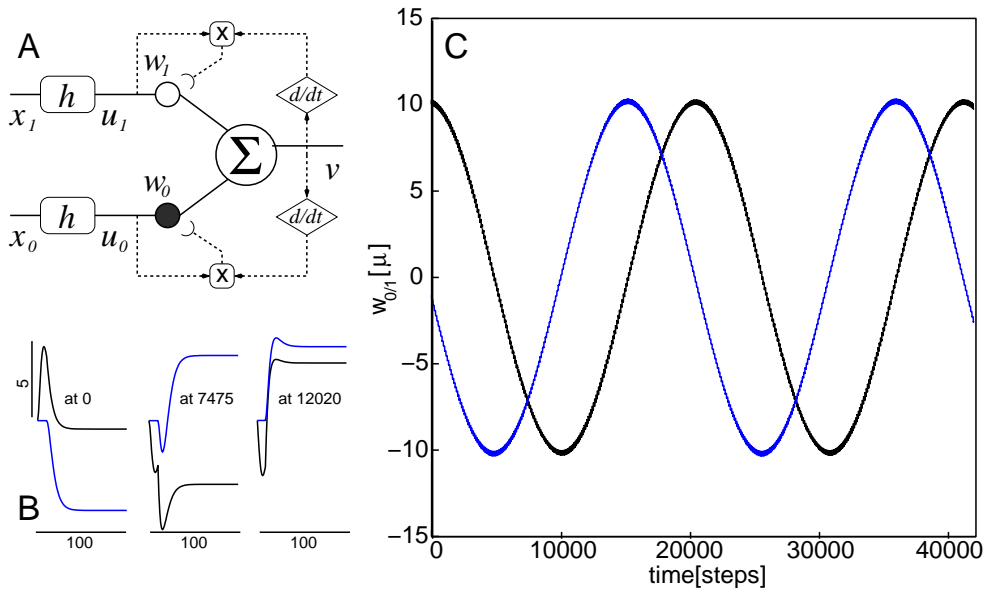 A
x
w₁
h
d/dt
x₁
u₁
Σ
v
w₀
h
d/dt
x₀
u₀
x
5
at 0
at 7475
at 12020
B
100
100
100
C
15
10
5
0
−5
−10
−15
w₀/₁ [μ]
0
10000
20000
30000
40000
time[steps]